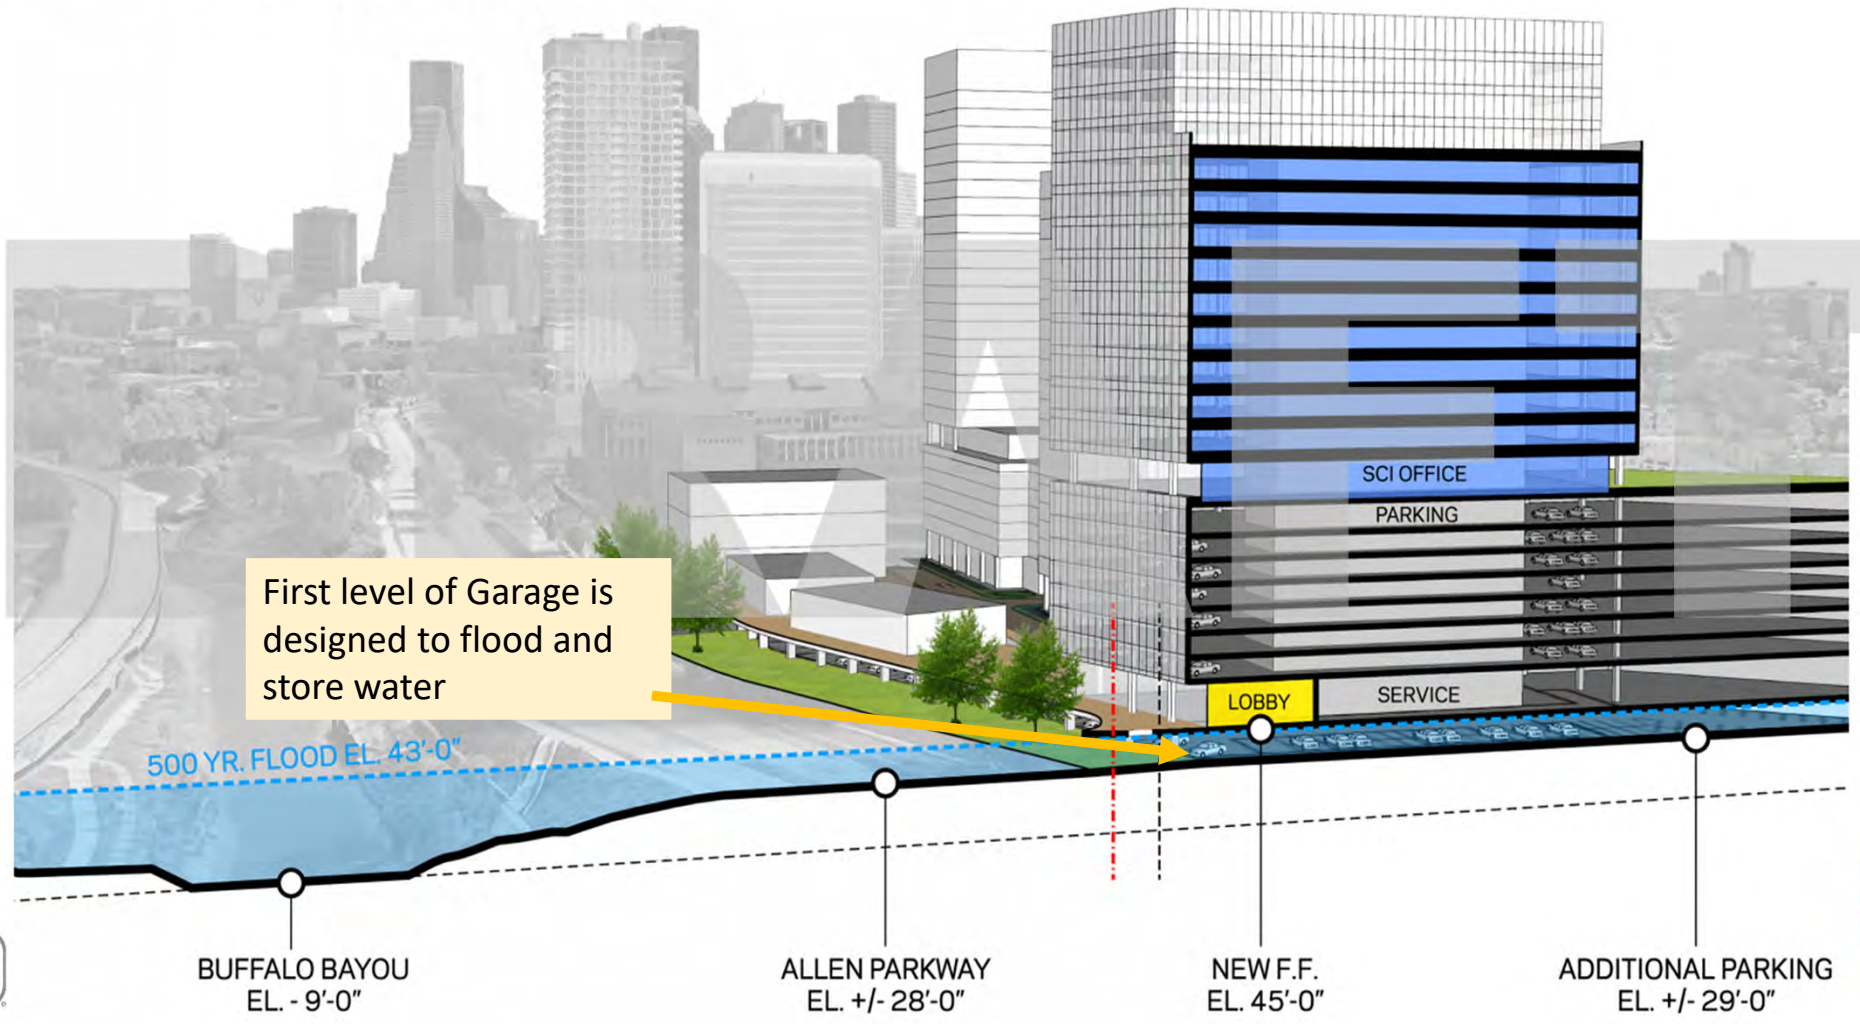 SCI OFFICE
PARKING
First level of Garage is
designed to flood and
store water
LOBBY
SERVICE
500 YR. FLOOD EL. 43'-0"
BUFFALO BAYOU
EL. - 9'-0"
ALLEN PARKWAY
EL. +/- 28'-0"
NEW F.F.
EL. 45'-0"
ADDITIONAL PARKING
EL. +/- 29'-0"